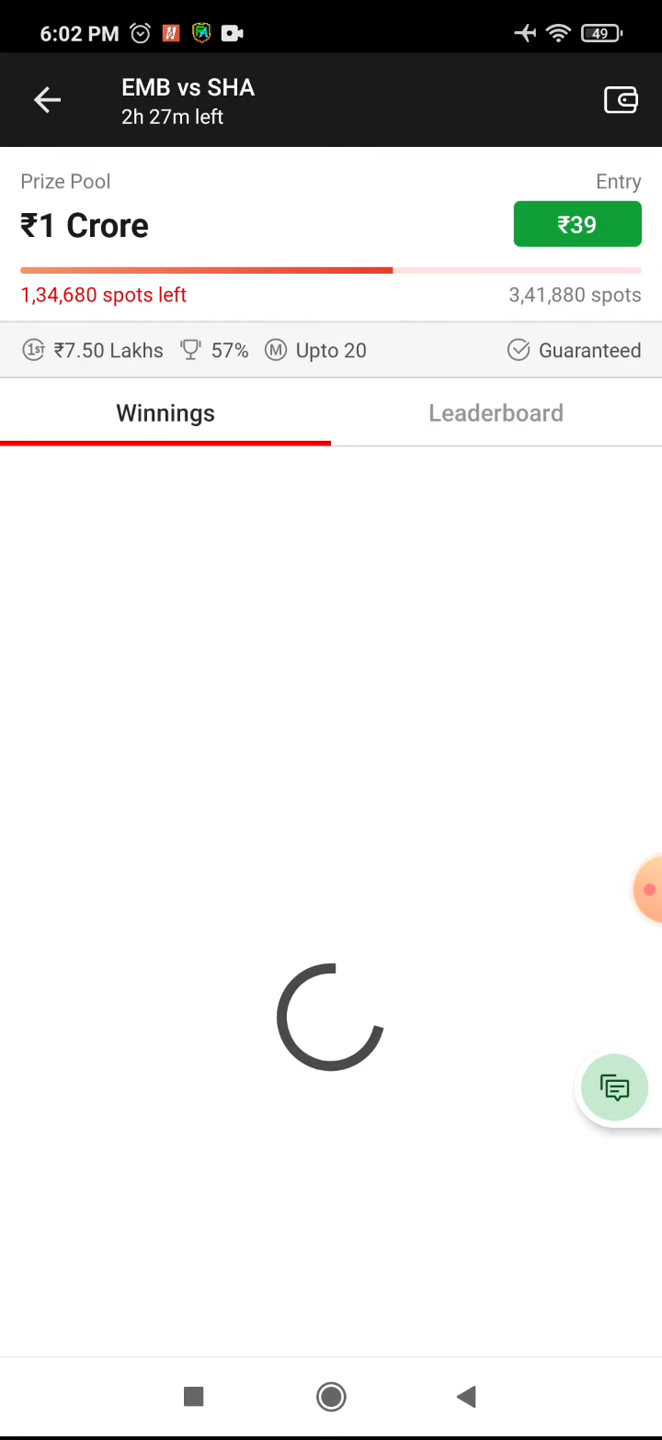 6:02 PM
49
EMB vs SHA
2h 27m left
Prize Pool
Entry
₹1 Crore
₹39
1,34,680 spots left
3,41,880 spots
1ST ₹7.50 Lakhs 57% M Upto 20 Guaranteed
Winnings
Leaderboard